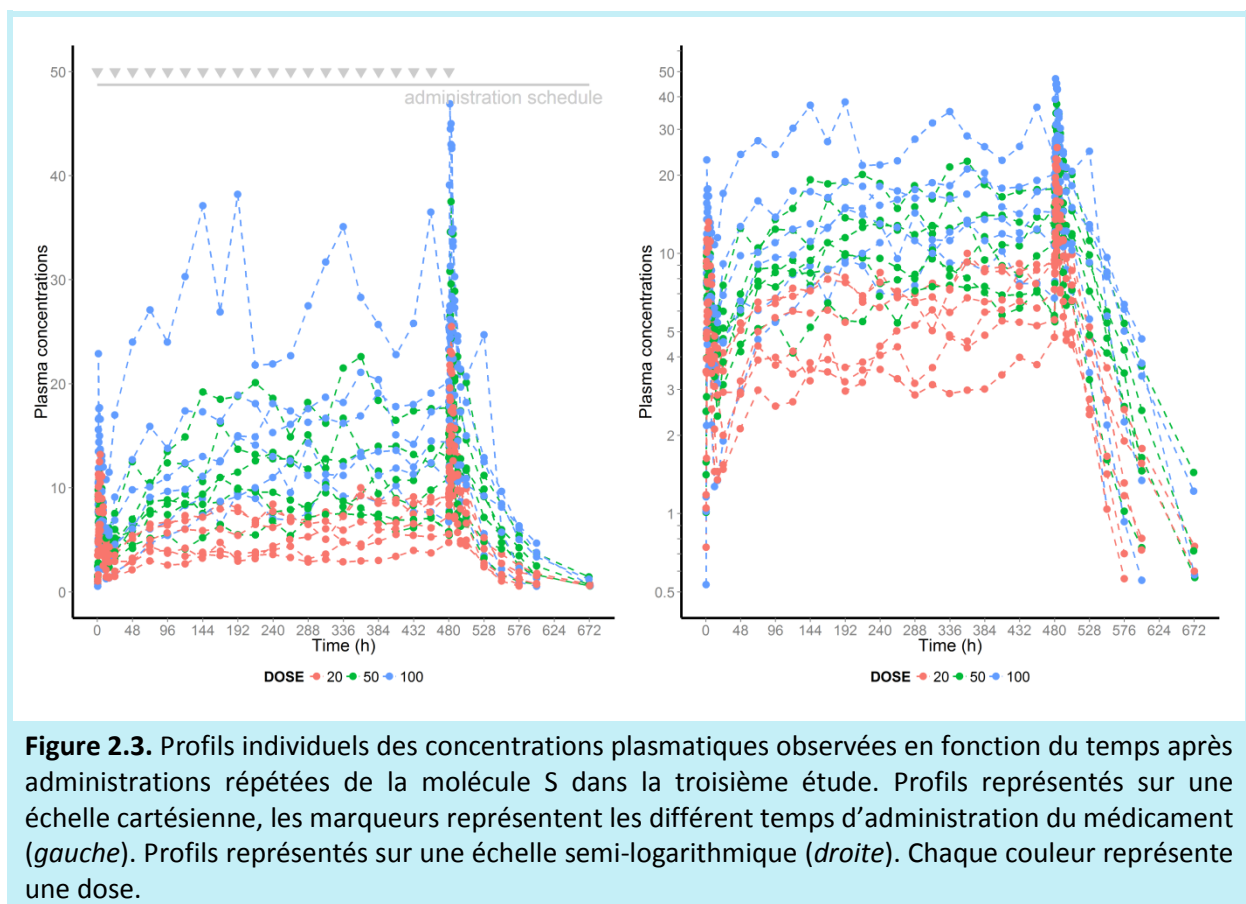 50
40
30
20
10
0
Plasma concentrations
administration schedule
0 48 96 144 192 240 288 336 384 432 480 528 576 624 672
Time (h)
DOSE 20 50 100
50
40
30
20
10
5
4
3
2
1
0.5
Plasma concentrations
0 48 96 144 192 240 288 336 384 432 480 528 576 624 672
Time (h)
DOSE 20 50 100
Figure 2.3. Profils individuels des concentrations plasmatiques observées en fonction du temps après
administrations répétées de la molécule S dans la troisième étude. Profils représentés sur une
échelle cartésienne, les marqueurs représentent les différent temps d’administration du médicament
(gauche). Profils représentés sur une échelle semi-logarithmique (droite). Chaque couleur représente
une dose.